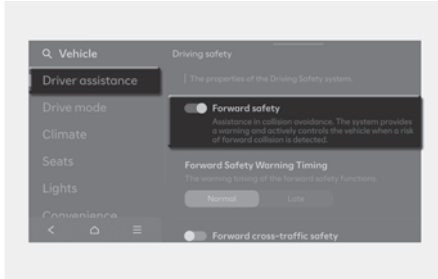 Vehicle
Driving safety
Driver assistance
The properties of the Driving Safety system
Drive mode
Forward safety
Assistance in collision avoidance. The system provides
a warning and actively controls the vehicle when a risk
of forward collision is detected.
Climate
Seats
Forward Safety Warning Timing
The warning timing of the forward safety functions
Lights
Normal
Late
Convenience
Forward cross-traffic safety